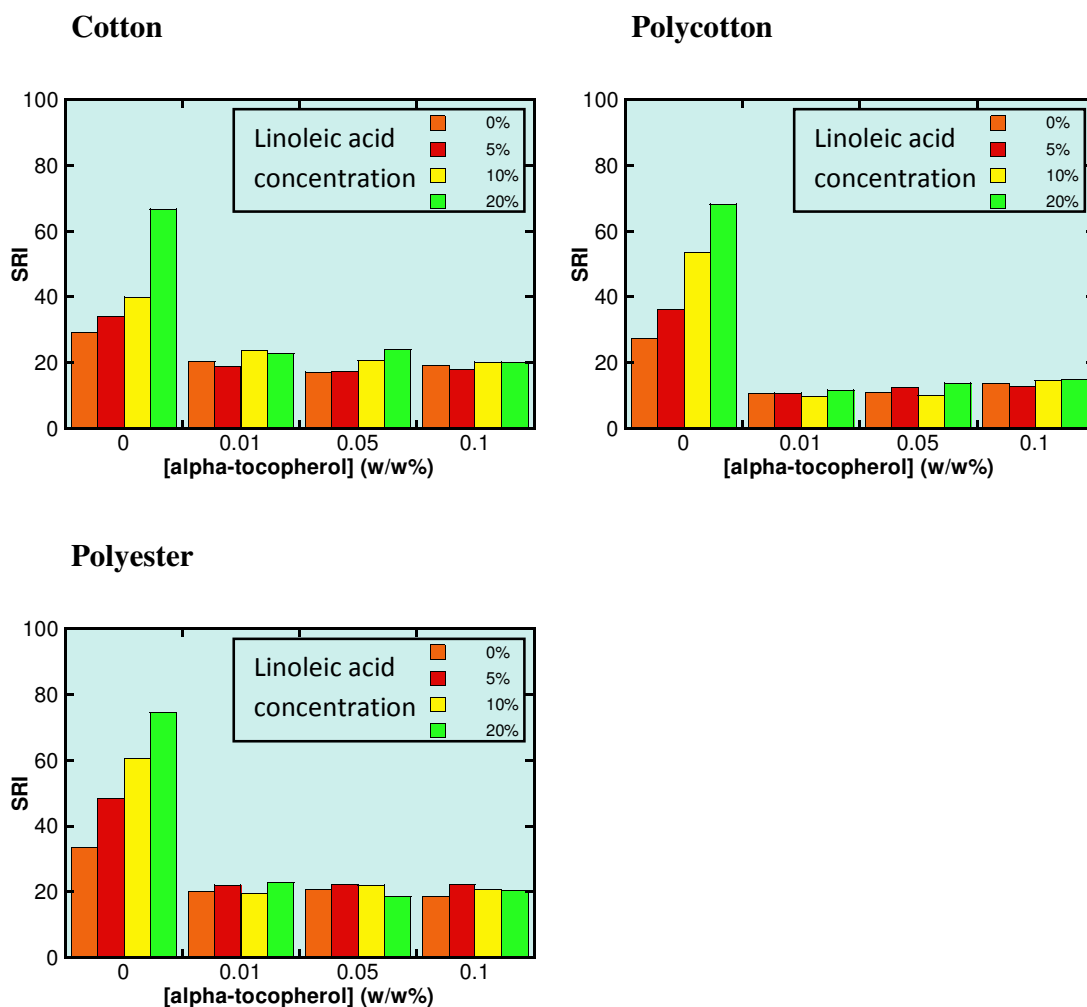 Cotton
Polycotton
100
80
60
40
20
0
SRI
Linoleic acid
concentration
0%
5%
10%
20%
0 0.01 0.05 0.1
[alpha-tocopherol] (w/w%)
100
80
60
40
20
0
SRI
Linoleic acid
concentration
0%
5%
10%
20%
0 0.01 0.05 0.1
[alpha-tocopherol] (w/w%)
Polyester
100
80
60
40
20
0
SRI
Linoleic acid
concentration
0%
5%
10%
20%
0 0.01 0.05 0.1
[alpha-tocopherol] (w/w%)